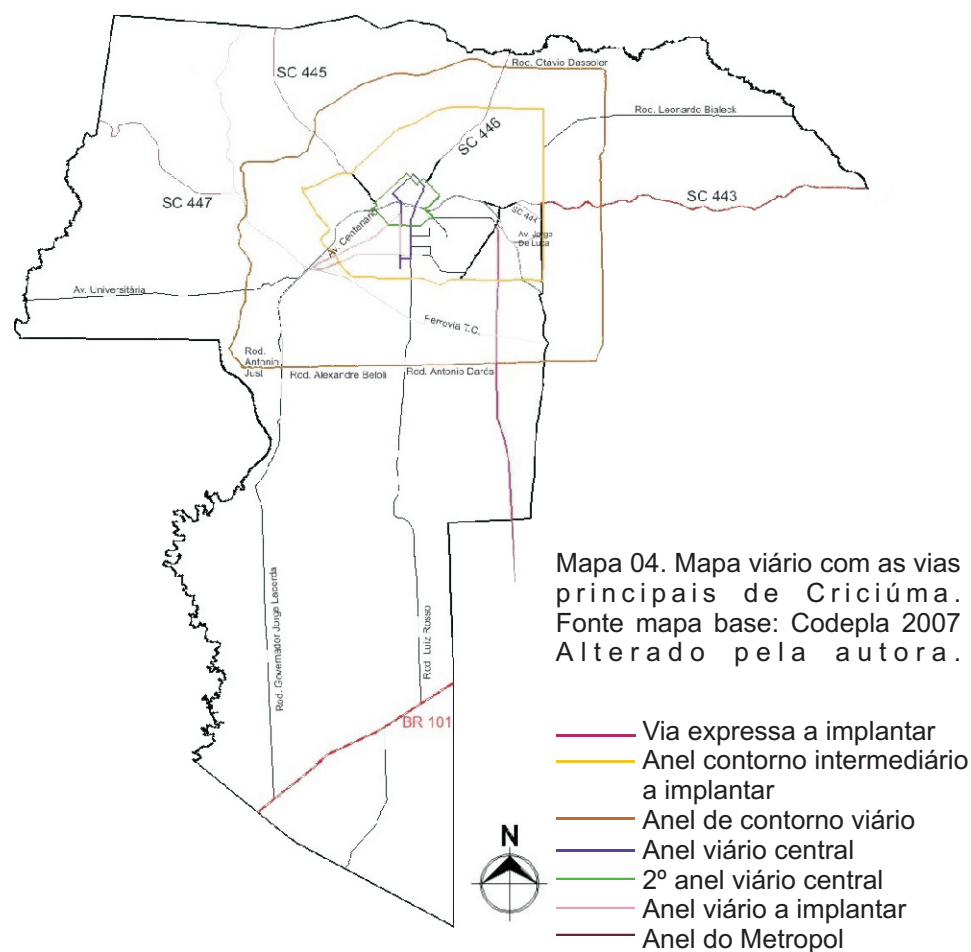 Rod. Otávio Dassoler
SC 445
Rod. Leonardo Bialeck
SC 446
SC 447
SC 443
Av. Centenário
SC 444
Av. Jorge
De Luca
Av. Universitária
Ferrovia T.C.
Rod.
Antonio
Just
Rod. Alexandre Beloli
Rod. Antonio Darós
Rod. Governador Jorge Lacerda
Rod Luiz Rosso
BR 101
Mapa 04. Mapa viário com as vias
principais de Criciúma.
Fonte mapa base: Codepla 2007
Alterado pela autora.
Via expressa a implantar
Anel contorno intermediário
a implantar
Anel de contorno viário
N
Anel viário central
2º anel viário central
Anel viário a implantar
Anel do Metropol